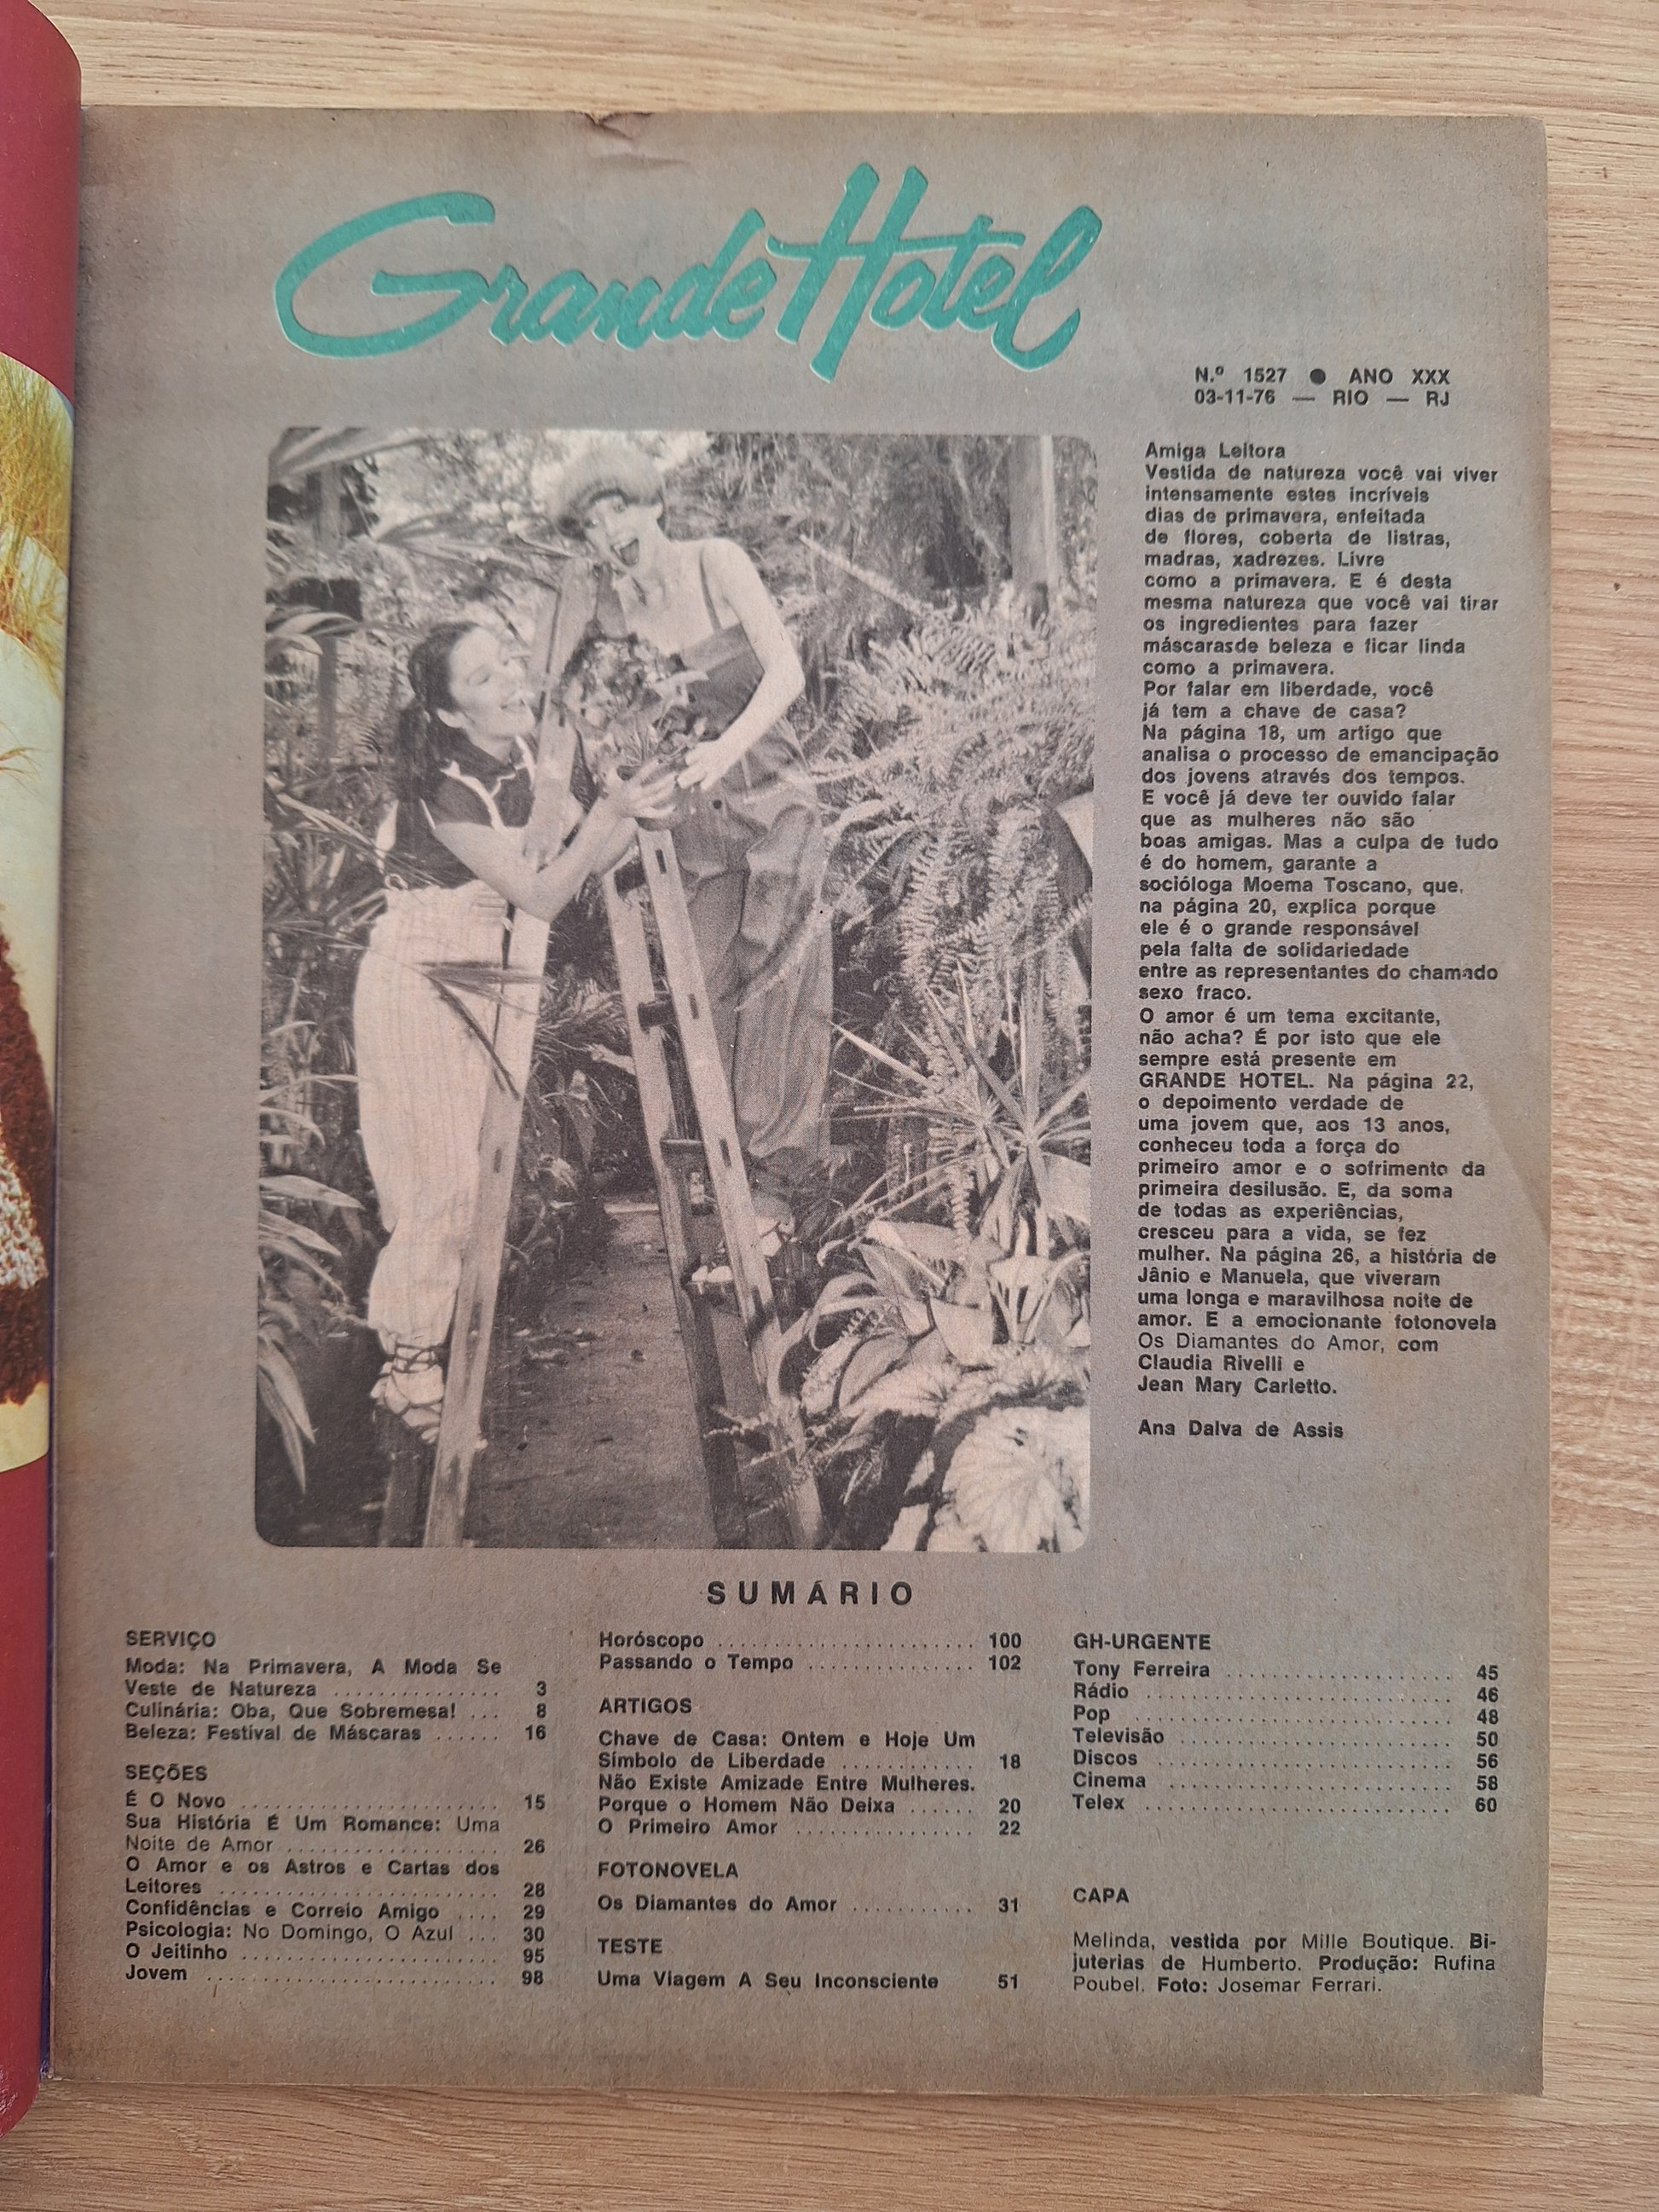 Grande Hotel
N.º 1527 ● ANO XXX
03-11-76 — RIO — RJ
Amiga Leitora
Vestida de natureza você vai viver
intensamente estes incríveis
dias de primavera, enfeitada
de flores, coberta de listras,
madras, xadrezes. Livre
como a primavera. E é desta
mesma natureza que você vai tirar
os ingredientes para fazer
máscarasde beleza e ficar linda
como a primavera.
Por falar em liberdade, você
já tem a chave de casa?
Na página 18, um artigo que
analisa o processo de emancipação
dos jovens através dos tempos.
E você já deve ter ouvido falar
que as mulheres não são
boas amigas. Mas a culpa de tudo
é do homem, garante a
socióloga Moema Toscano, que,
na página 20, explica porque
ele é o grande responsável
pela falta de solidariedade
entre as representantes do chamado
sexo fraco.
O amor é um tema excitante,
não acha? É por isto que ele
sempre está presente em
GRANDE HOTEL. Na página 22,
o depoimento verdade de
uma jovem que, aos 13 anos,
conheceu toda a força do
primeiro amor e o sofrimento da
primeira desilusão. E, da soma
de todas as experiências,
cresceu para a vida, se fez
mulher. Na página 26, a história de
Jânio e Manuela, que viveram
uma longa e maravilhosa noite de
amor. E a emocionante fotonovela
Os Diamantes do Amor, com
Claudia Rivelli e
Jean Mary Carletto.
Ana Dalva de Assis
SUMÁRIO
SERVIÇO
Moda: Na Primavera, A Moda Se
Veste de Natureza ............... 3
Culinária: Oba, Que Sobremesa! ... 8
Beleza: Festival de Máscaras ...... 16
SEÇÕES
É O Novo ........................ 15
Sua História É Um Romance: Uma
Noite de Amor ................... 26
O Amor e os Astros e Cartas dos
Leitores ......................... 28
Confidências e Correio Amigo .... 29
Psicologia: No Domingo, O Azul ... 30
O Jeitinho ....................... 95
Jovem .......................... 98
Horóscopo ....................... 100
Passando o Tempo ............... 102
ARTIGOS
Chave de Casa: Ontem e Hoje Um
Símbolo de Liberdade ............ 18
Não Existe Amizade Entre Mulheres.
Porque o Homem Não Deixa ...... 20
O Primeiro Amor ................ 22
FOTONOVELA
Os Diamantes do Amor ........... 31
TESTE
Uma Viagem A Seu Inconsciente 51
GH-URGENTE
Tony Ferreira .................... 45
Rádio ........................... 46
Pop ............................ 48
Televisão ........................ 50
Discos .......................... 56
Cinema ......................... 58
Telex ........................... 60
CAPA
Melinda, vestida por Mille Boutique. Bi-
juterias de Humberto. Produção: Rufina
Poubel. Foto: Josemar Ferrari.